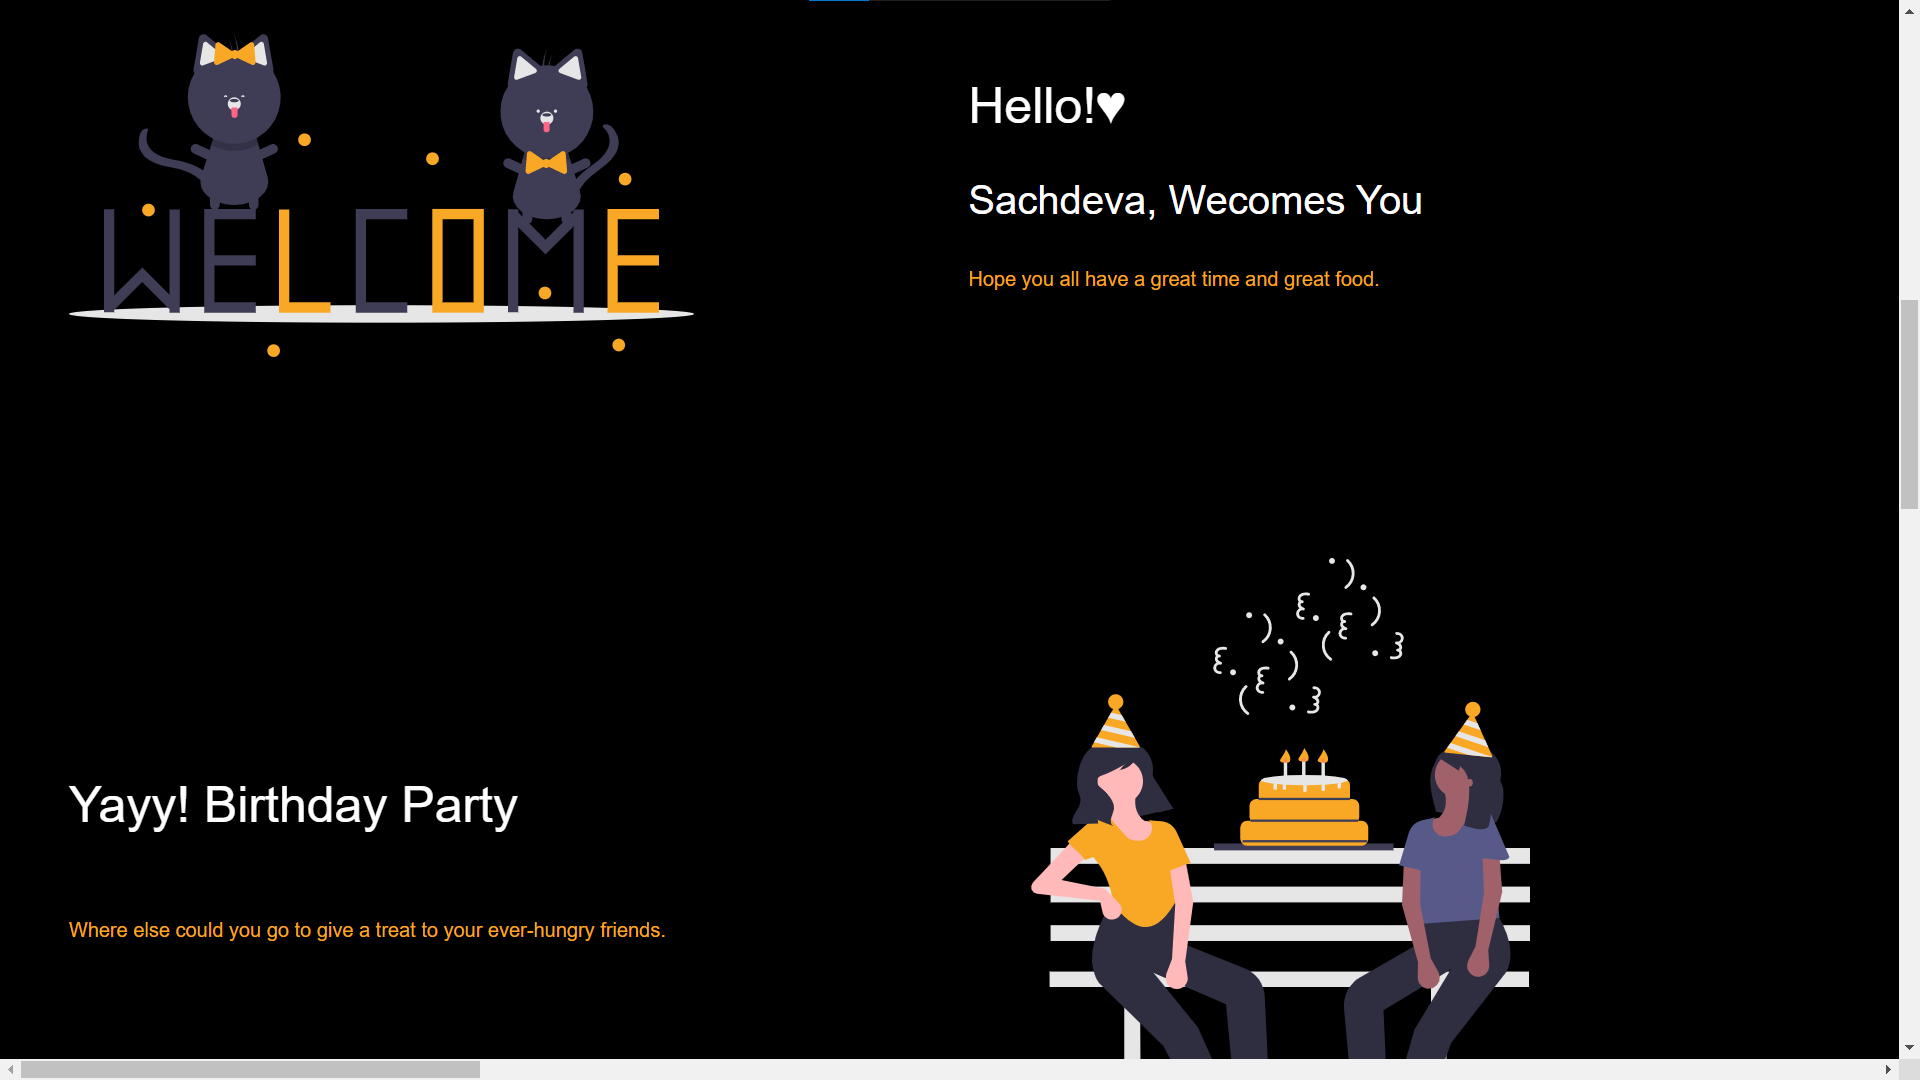 WELCOME
Hello!♥
Sachdeva, Wecomes You
Hope you all have a great time and great food.
Yayy! Birthday Party
Where else could you go to give a treat to your ever-hungry friends.